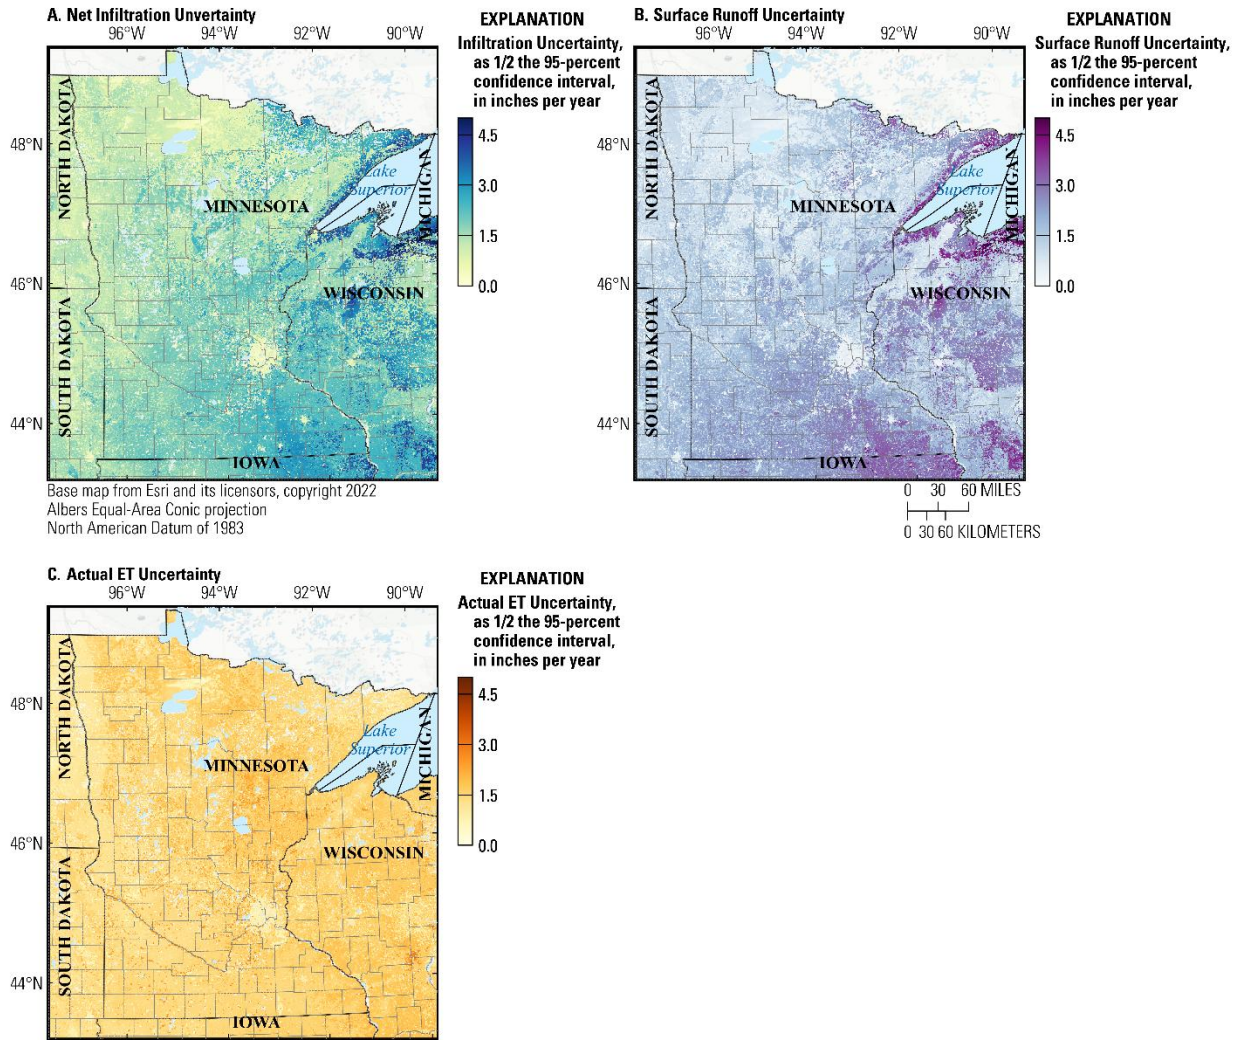 A. Net Infiltration Unvertainty
96°W 94°W 92°W 90°W
48°N
46°N
44°N
NORTH DAKOTA
SOUTH DAKOTA
MINNESOTA
Lake
Superior
MICHIGAN
WISCONSIN
IOWA
EXPLANATION
Infiltration Uncertainty,
as 1/2 the 95-percent
confidence interval,
in inches per year
4.5
3.0
1.5
0.0
Base map from Esri and its licensors, copyright 2022
Albers Equal-Area Conic projection
North American Datum of 1983
B. Surface Runoff Uncertainty
96°W 94°W 92°W 90°W
48°N
46°N
44°N
NORTH DAKOTA
SOUTH DAKOTA
MINNESOTA
Lake
Superior
MICHIGAN
WISCONSIN
IOWA
EXPLANATION
Surface Runoff Uncertainty,
as 1/2 the 95-percent
confidence interval,
in inches per year
4.5
3.0
1.5
0.0
0 30 60 MILES
0 30 60 KILOMETERS
C. Actual ET Uncertainty
96°W 94°W 92°W 90°W
48°N
46°N
44°N
NORTH DAKOTA
SOUTH DAKOTA
MINNESOTA
Lake
Superior
MICHIGAN
WISCONSIN
IOWA
EXPLANATION
Actual ET Uncertainty,
as 1/2 the 95-percent
confidence interval,
in inches per year
4.5
3.0
1.5
0.0